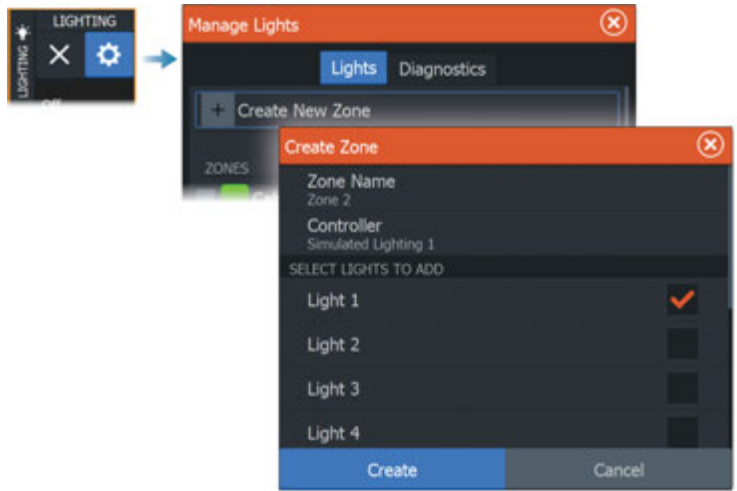 LIGHTING
LIGHTING
Off
Manage Lights
Lights Diagnostics
+ Create New Zone
ZONES
Create Zone
Zone Name
Zone 2
Controller
Simulated Lighting 1
SELECT LIGHTS TO ADD
Light 1
Light 2
Light 3
Light 4
Create Cancel